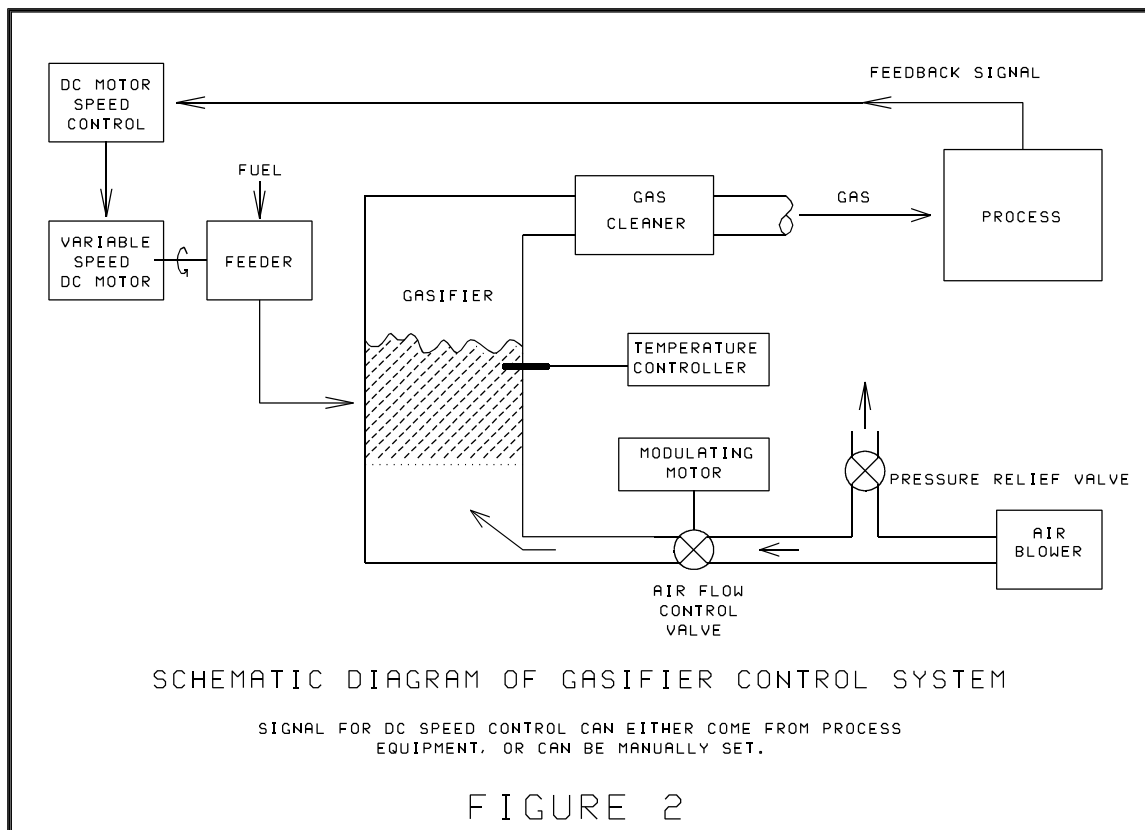 FEEDBACK SIGNAL
DC MOTOR
SPEED
CONTROL
FUEL
GAS
CLEANER
GAS
PROCESS
VARIABLE
SPEED
DC MOTOR
FEEDER
GASIFIER
TEMPERATURE
CONTROLLER
MODULATING
MOTOR
PRESSURE RELIEF VALVE
AIR
BLOWER
AIR FLOW
CONTROL
VALVE
SCHEMATIC DIAGRAM OF GASIFIER CONTROL SYSTEM
SIGNAL FOR DC SPEED CONTROL CAN EITHER COME FROM PROCESS
EQUIPMENT, OR CAN BE MANUALLY SET.
FIGURE 2